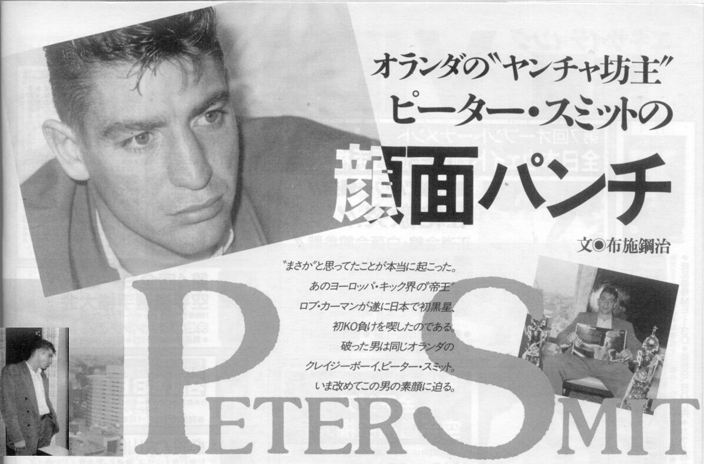 オランダの“ヤンチャ坊主”
ピーター・スミットの
顔面パンチ
文◉布施鋼治
“まさか”と思ってたことが本当に起こった。
あのヨーロッパ・キック界の“帝王”
ロブ・カーマンが遂に日本で初黒星、
初KO負けを喫したのである。
破った男は同じオランダの
クレイジーボーイ、ピーター・スミット。
いま改めてこの男の素顔に迫る。
PETER SMIT